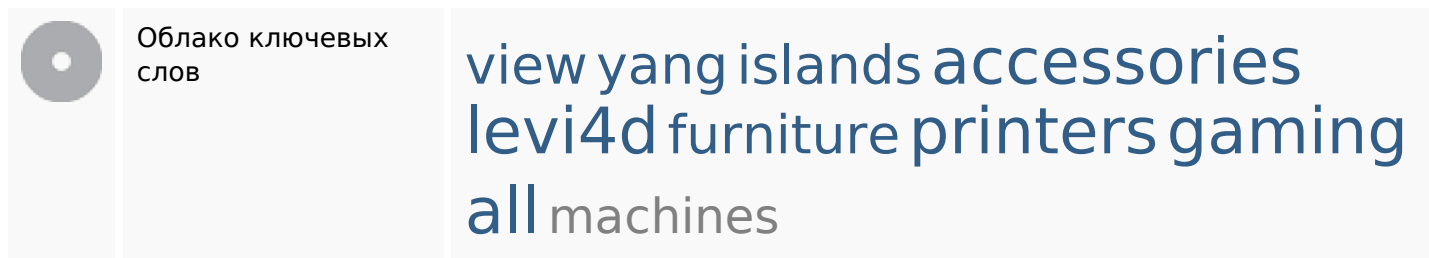 Облако ключевых
слов
view yang islands accessories
levi4d furniture printers gaming
all machines